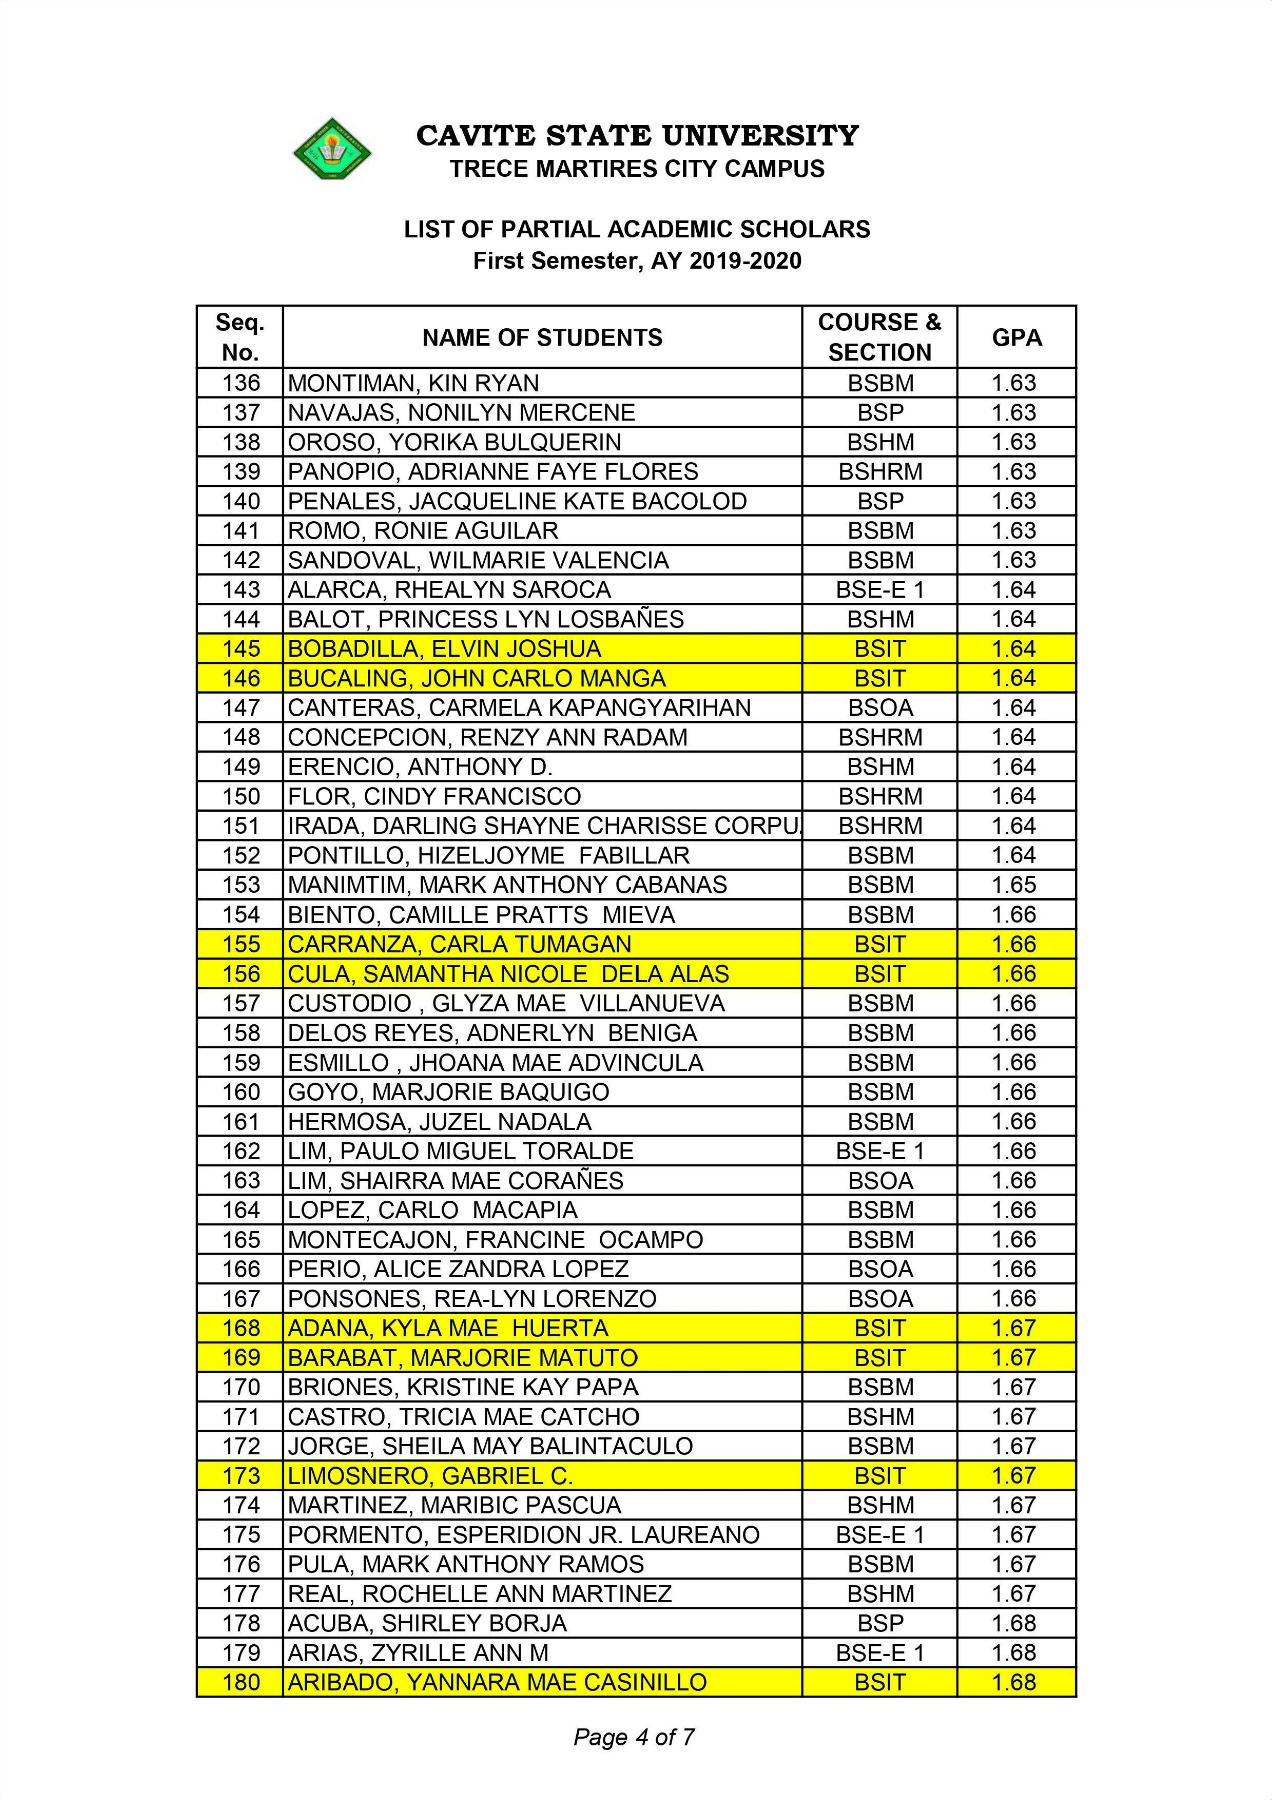 CAVITE STATE UNIVERSITY
TRECE MARTIRES CITY CAMPUS
LIST OF PARTIAL ACADEMIC SCHOLARS
First Semester, AY 2019-2020
Seq. No. NAME OF STUDENTS COURSE & SECTION GPA
136 MONTIMAN, KIN RYAN BSBM 1.63
137 NAVAJAS, NONILYN MERCENE BSP 1.63
138 OROSO, YORIKA BULQUERIN BSHM 1.63
139 PANOPIO, ADRIANNE FAYE FLORES BSHRM 1.63
140 PENALES, JACQUELINE KATE BACOLOD BSP 1.63
141 ROMO, RONIE AGUILAR BSBM 1.63
142 SANDOVAL, WILMARIE VALENCIA BSBM 1.63
143 ALARCA, RHEALYN SAROCA BSE-E 1 1.64
144 BALOT, PRINCESS LYN LOSBAÑES BSHM 1.64
145 BOBADILLA, ELVIN JOSHUA BSIT 1.64
146 BUCALING, JOHN CARLO MANGA BSIT 1.64
147 CANTERAS, CARMELA KAPANGYARIHAN BSOA 1.64
148 CONCEPCION, RENZY ANN RADAM BSHRM 1.64
149 ERENCIO, ANTHONY D. BSHM 1.64
150 FLOR, CINDY FRANCISCO BSHRM 1.64
151 IRADA, DARLING SHAYNE CHARISSE CORPU BSHRM 1.64
152 PONTILLO, HIZELJOYME FABILLAR BSBM 1.64
153 MANIMTIM, MARK ANTHONY CABANAS BSBM 1.65
154 BIENTO, CAMILLE PRATTS MIEVA BSBM 1.66
155 CARRANZA, CARLA TUMAGAN BSIT 1.66
156 CULA, SAMANTHA NICOLE DELA ALAS BSIT 1.66
157 CUSTODIO , GLYZA MAE VILLANUEVA BSBM 1.66
158 DELOS REYES, ADNERLYN BENIGA BSBM 1.66
159 ESMILLO , JHOANA MAE ADVINCULA BSBM 1.66
160 GOYO, MARJORIE BAQUIGO BSBM 1.66
161 HERMOSA, JUZEL NADALA BSBM 1.66
162 LIM, PAULO MIGUEL TORALDE BSE-E 1 1.66
163 LIM, SHAIRRA MAE CORAÑES BSOA 1.66
164 LOPEZ, CARLO MACAPIA BSBM 1.66
165 MONTECAJON, FRANCINE OCAMPO BSBM 1.66
166 PERIO, ALICE ZANDRA LOPEZ BSOA 1.66
167 PONSONES, REA-LYN LORENZO BSOA 1.66
168 ADANA, KYLA MAE HUERTA BSIT 1.67
169 BARABAT, MARJORIE MATUTO BSIT 1.67
170 BRIONES, KRISTINE KAY PAPA BSBM 1.67
171 CASTRO, TRICIA MAE CATCHO BSHM 1.67
172 JORGE, SHEILA MAY BALINTACULO BSBM 1.67
173 LIMOSNERO, GABRIEL C. BSIT 1.67
174 MARTINEZ, MARIBIC PASCUA BSHM 1.67
175 PORMENTO, ESPERIDION JR. LAUREANO BSE-E 1 1.67
176 PULA, MARK ANTHONY RAMOS BSBM 1.67
177 REAL, ROCHELLE ANN MARTINEZ BSHM 1.67
178 ACUBA, SHIRLEY BORJA BSP 1.68
179 ARIAS, ZYRILLE ANN M BSE-E 1 1.68
180 ARIBADO, YANNARA MAE CASINILLO BSIT 1.68
Page 4 of 7